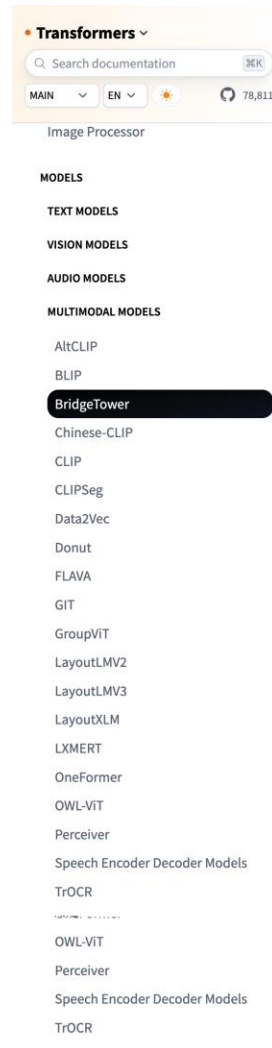 Transformers
Search documentation ⌘K
MAIN EN 78,811
Image Processor
MODELS
TEXT MODELS
VISION MODELS
AUDIO MODELS
MULTIMODAL MODELS
AltCLIP
BLIP
BridgeTower
Chinese-CLIP
CLIP
CLIPSeg
Data2Vec
Donut
FLAVA
GIT
GroupViT
LayoutLMV2
LayoutLMV3
LayoutXLM
LXMERT
OneFormer
OWL-ViT
Perceiver
Speech Encoder Decoder Models
TrOCR
OWL-ViT
Perceiver
Speech Encoder Decoder Models
TrOCR